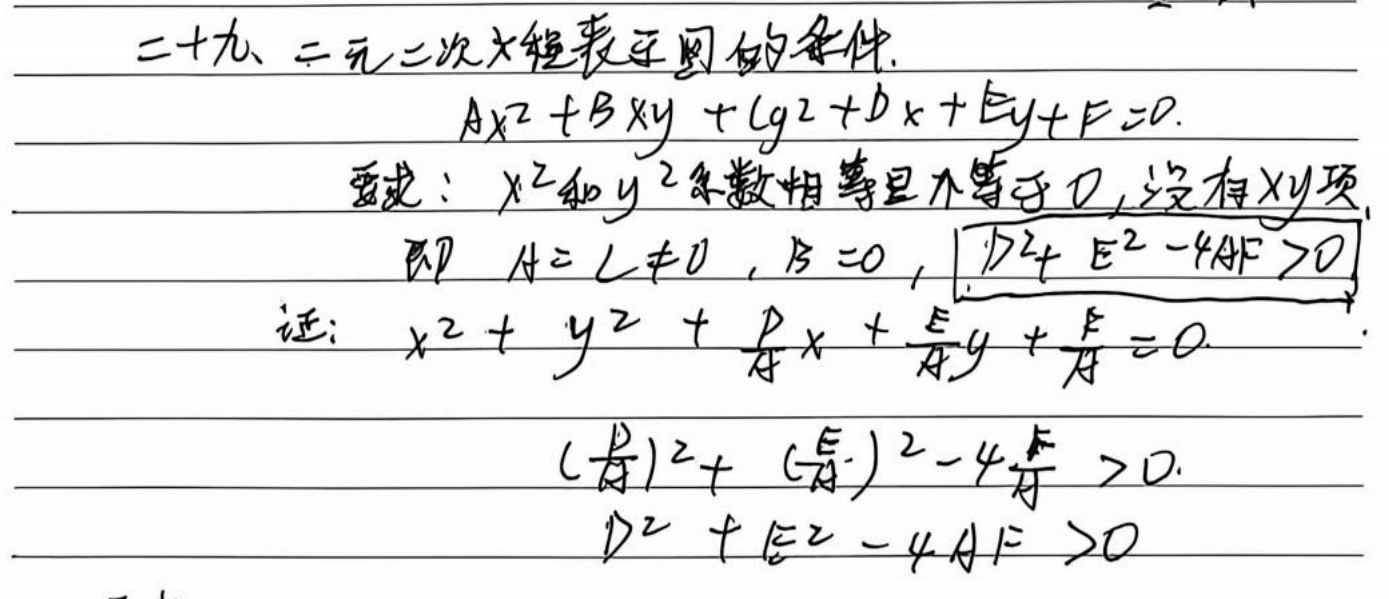 二十九、二元二次方程表示圆的条件.
Ax²+Bxy+Cy²+Dx+Ey+F=0.
要求：x²和y²系数相等且不等于0,没有xy项.
即 A=C≠0，B=0，D²+E²-4AF>0
证：x²+y²+D/A x+E/A y+F/A=0.
(D/A)²+(E/A)²-4F/A>0.
D²+E²-4AF>0